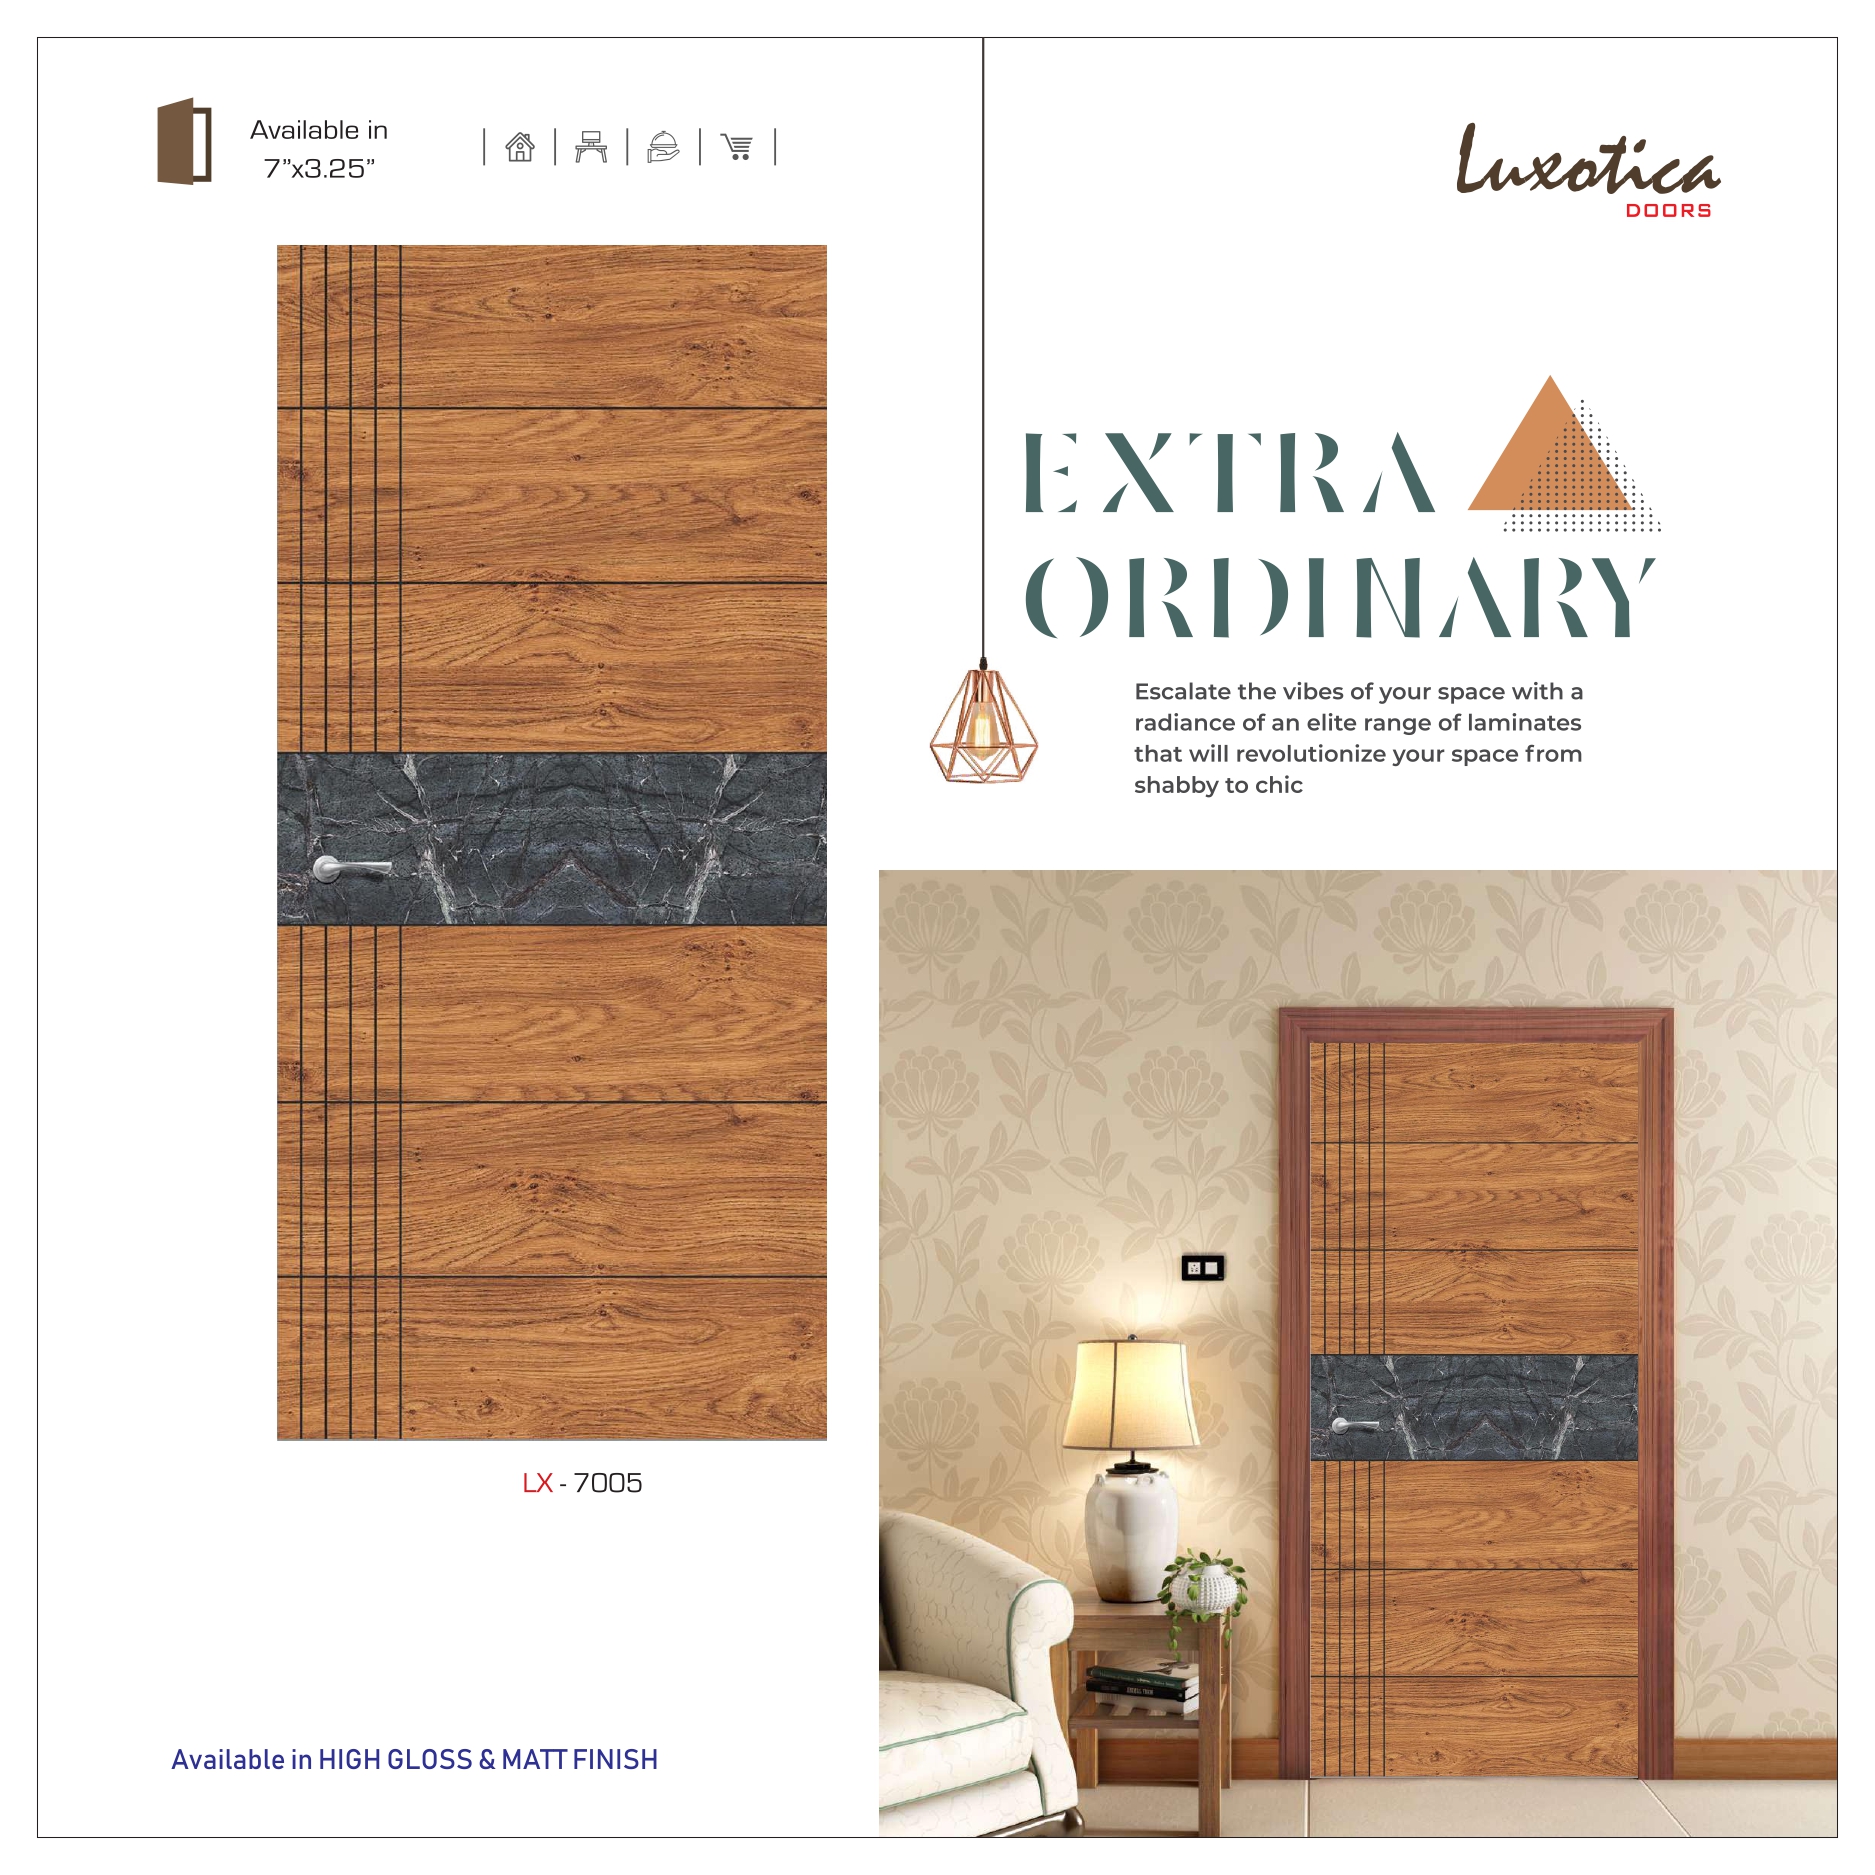 Available in
7”x3.25”
Luxotica
DOORS
EXTRA
ORDINARY
Escalate the vibes of your space with a
radiance of an elite range of laminates
that will revolutionize your space from
shabby to chic
LX - 7005
Available in HIGH GLOSS & MATT FINISH